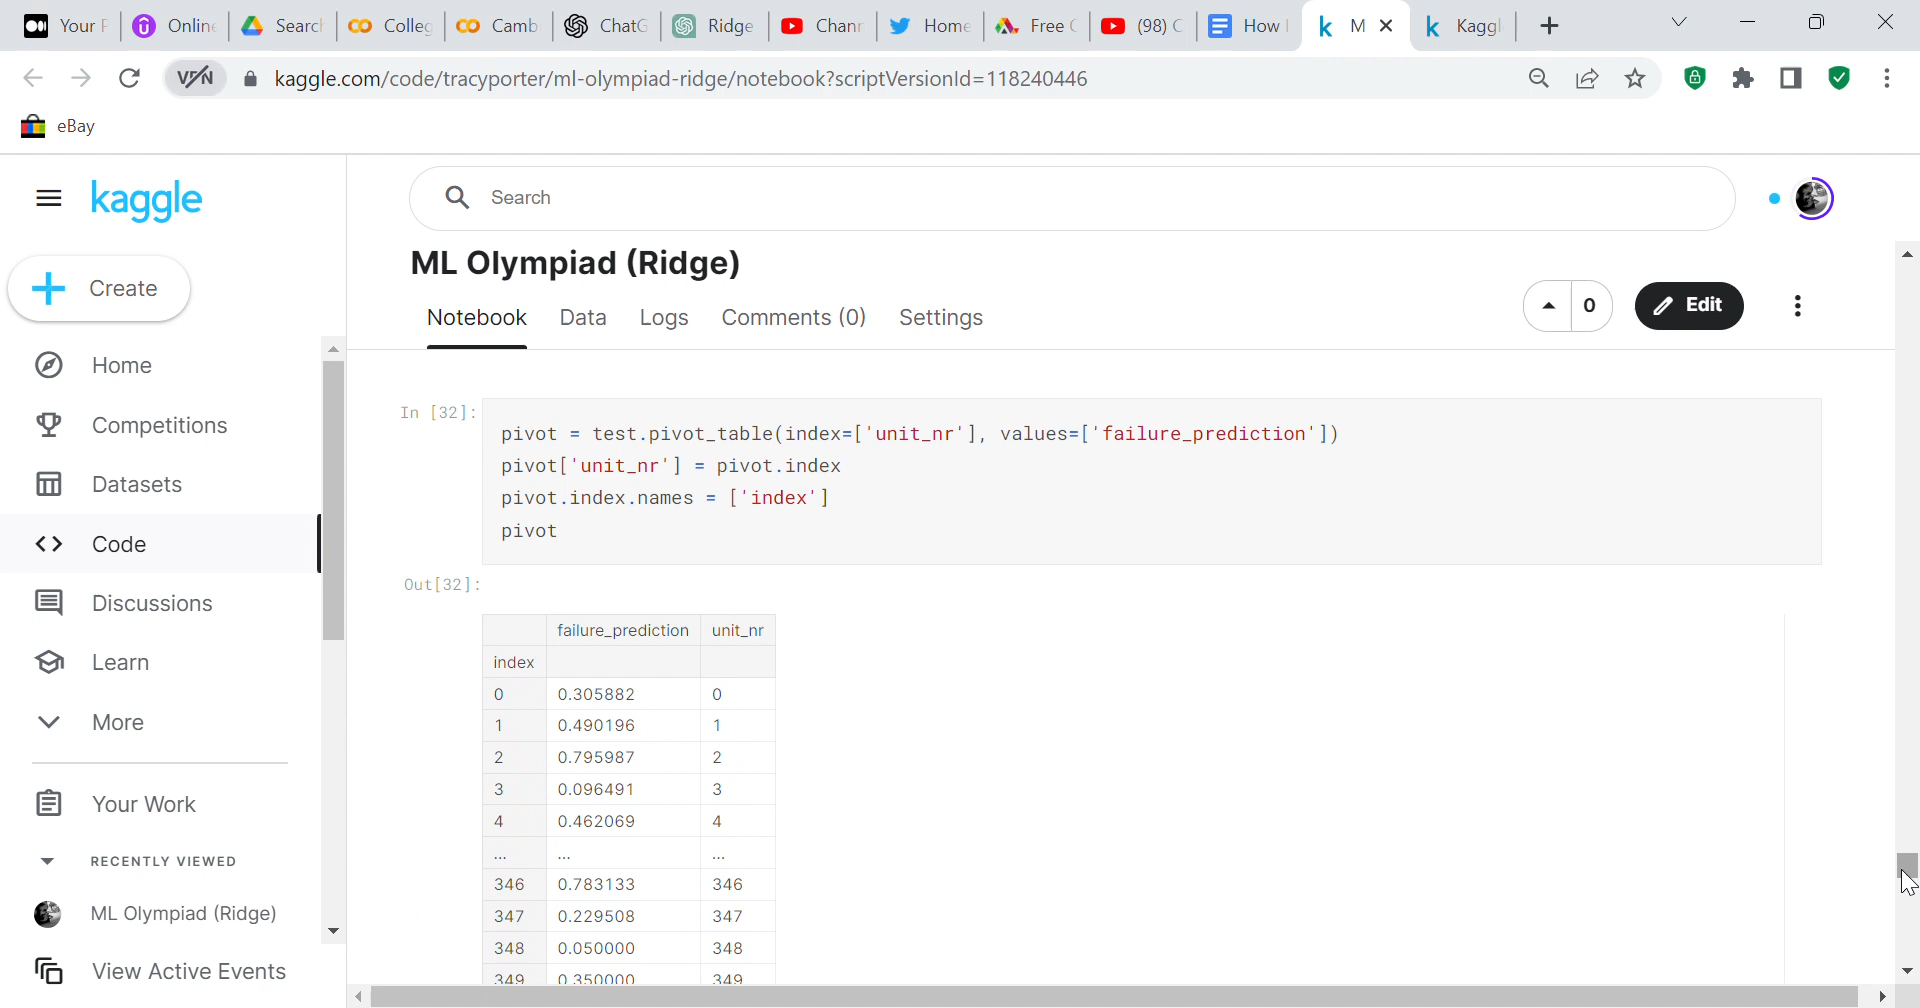 Your P
Online
Search
Colleg
Camb
ChatG
Ridge
Chann
Home
Free C
(98) C
How I
M
Kaggl
VPN
kaggle.com/code/tracyporter/ml-olympiad-ridge/notebook?scriptVersionId=118240446
eBay
kaggle
Search
Create
ML Olympiad (Ridge)
Notebook Data Logs Comments (0) Settings
0
Edit
Home
Competitions
Datasets
Code
Discussions
Learn
More
Your Work
RECENTLY VIEWED
ML Olympiad (Ridge)
View Active Events
In [32]:
pivot = test.pivot_table(index=['unit_nr'], values=['failure_prediction'])
pivot['unit_nr'] = pivot.index
pivot.index.names = ['index']
pivot
Out[32]:
failure_prediction unit_nr
index
0 0.305882 0
1 0.490196 1
2 0.795987 2
3 0.096491 3
4 0.462069 4
... ... ...
346 0.783133 346
347 0.229508 347
348 0.050000 348
349 0.350000 349